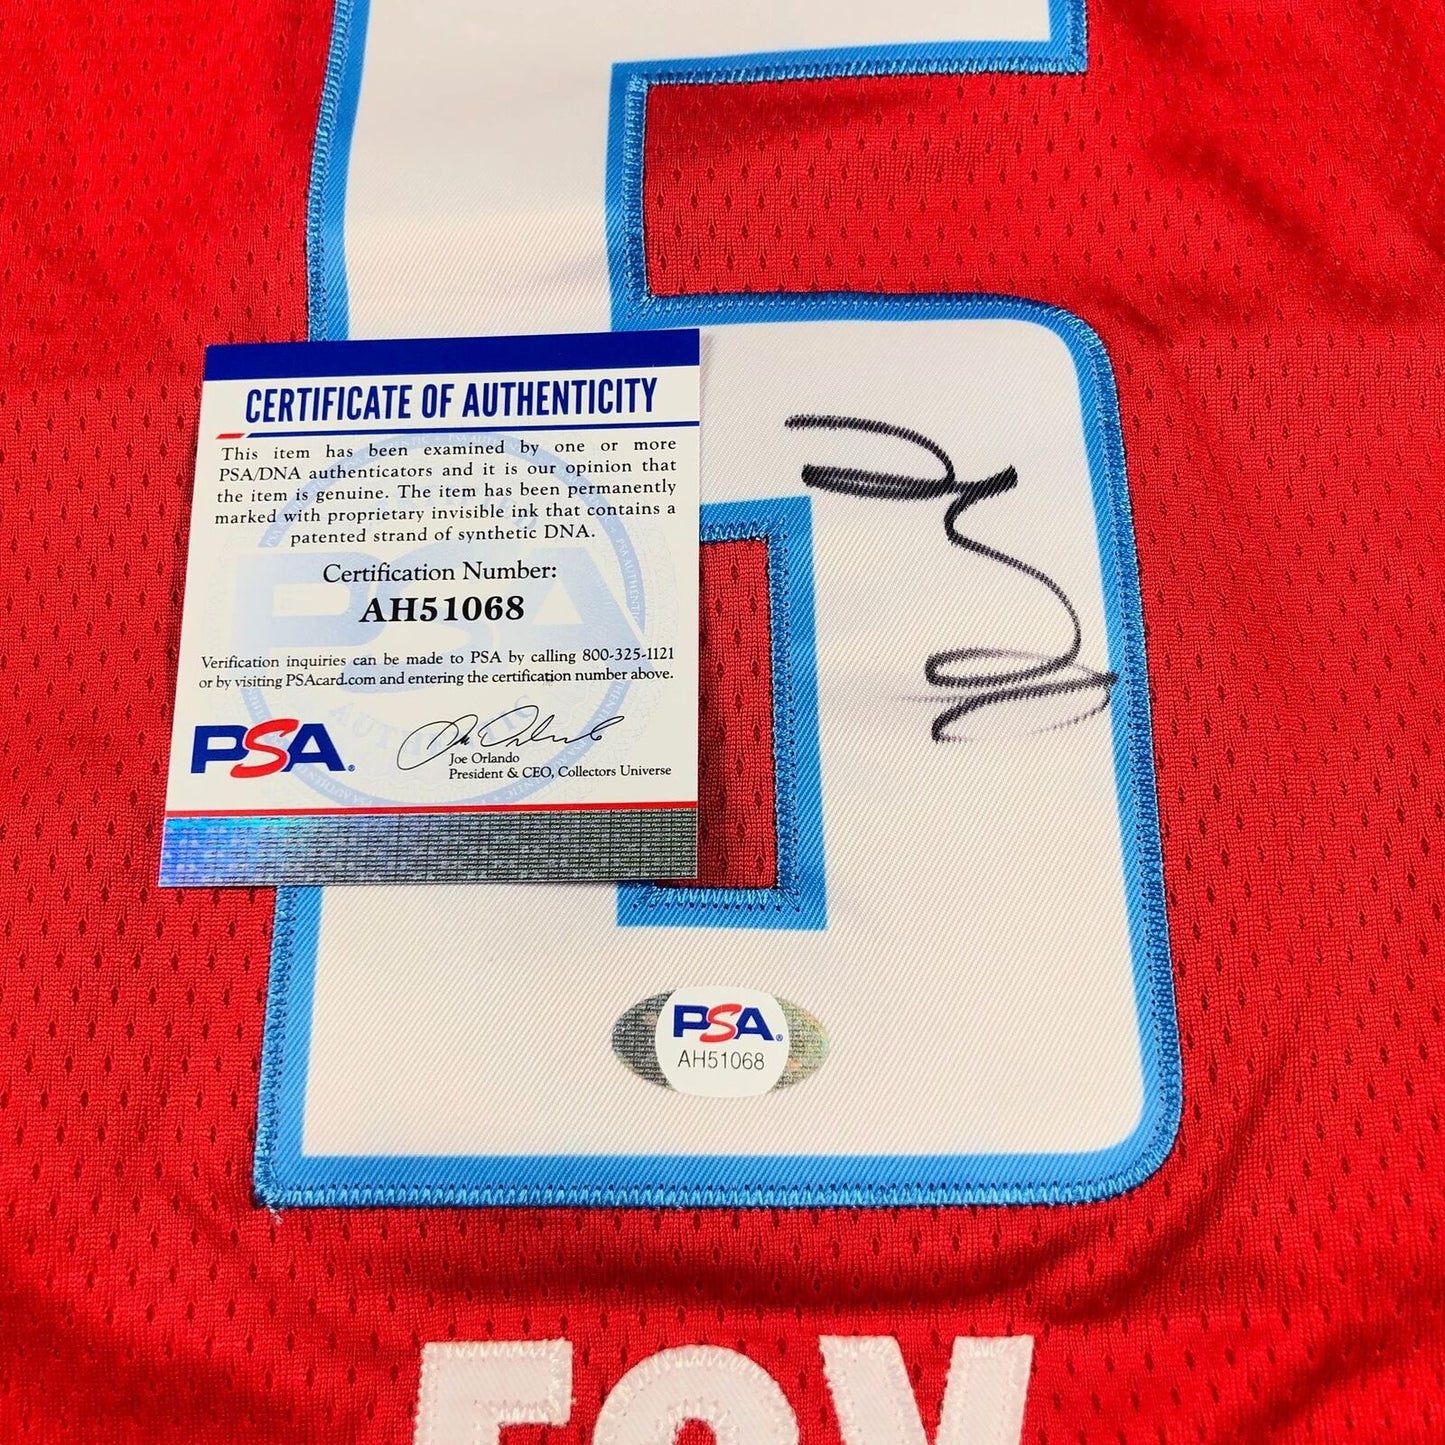 CERTIFICATE OF AUTHENTICITY
This item has been examined by one or more
PSA/DNA authenticators and it is our opinion that
the item is genuine. The item has been permanently
marked with proprietary invisible ink that contains a
patented strand of synthetic DNA.
Certification Number:
AH51068
Verification inquiries can be made to PSA by calling 800-325-1121
or by visiting PSAcard.com and entering the certification number above.
PSA®
Joe Orlando
President & CEO, Collectors Universe
PSA®
AH51068
FOX